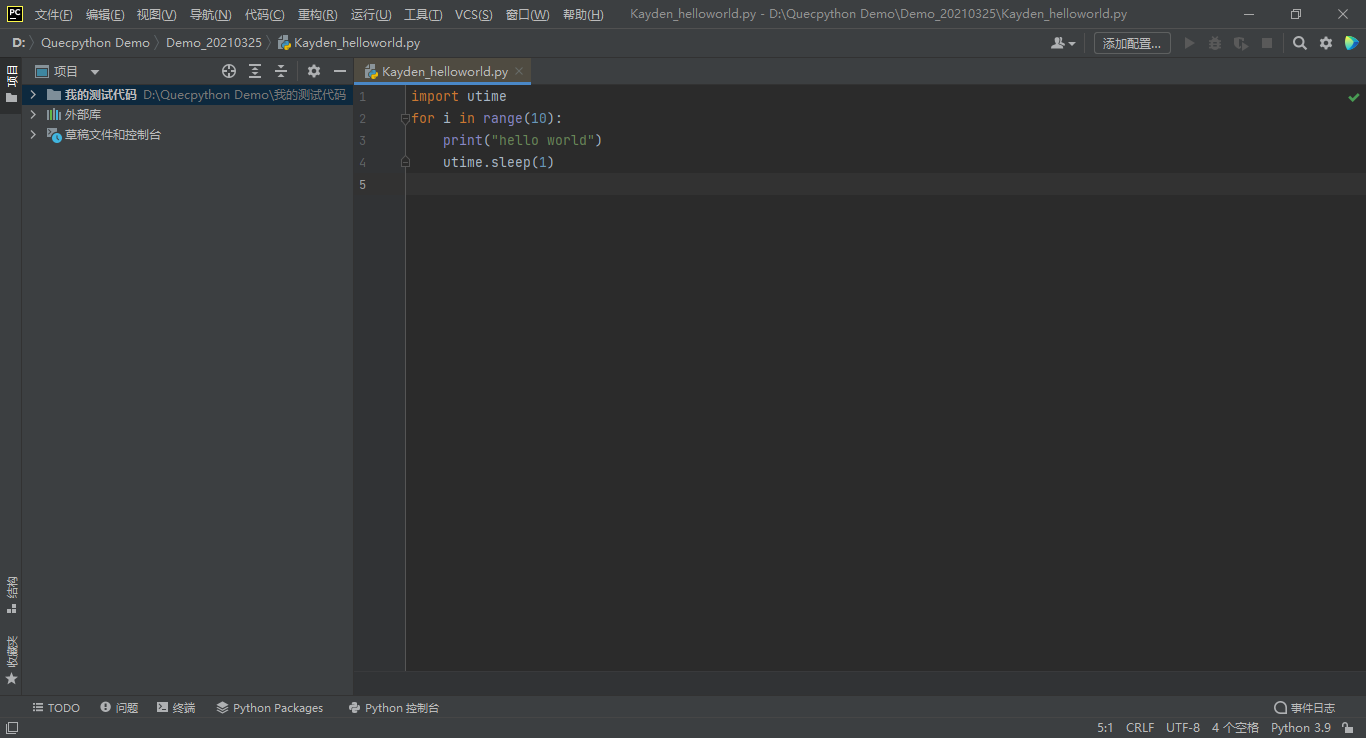 PC 文件(F) 编辑(E) 视图(V) 导航(N) 代码(C) 重构(R) 运行(U) 工具(T) VCS(S) 窗口(W) 帮助(H) Kayden_helloworld.py - D:\Quecpython Demo\Demo_20210325\Kayden_helloworld.py
D: Quecpython Demo Demo_20210325 Kayden_helloworld.py 添加配置...
项目
项目
Kayden_helloworld.py
我的测试代码 D:\Quecpython Demo\我的测试代码
外部库
草稿文件和控制台
1 import utime
2 for i in range(10):
3     print("hello world")
4     utime.sleep(1)
5
结构
收藏夹
TODO 问题 终端 Python Packages Python 控制台 事件日志
5:1 CRLF UTF-8 4 个空格 Python 3.9